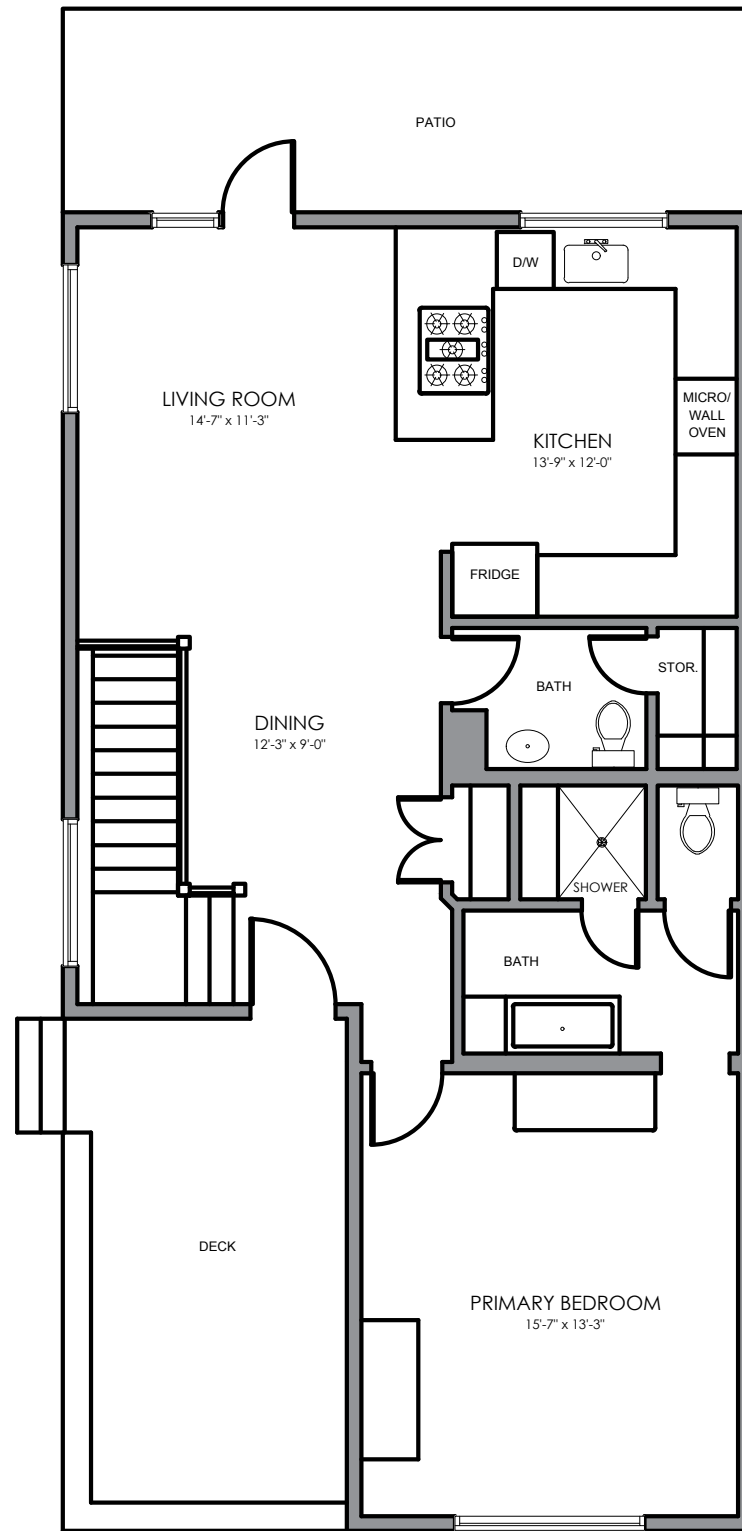 PATIO
D/W
LIVING ROOM
14'-7" x 11'-3"
MICRO/
WALL
OVEN
KITCHEN
13'-9" x 12'-0"
FRIDGE
STOR.
BATH
DINING
12'-3" x 9'-0"
SHOWER
BATH
DECK
PRIMARY BEDROOM
15'-7" x 13'-3"